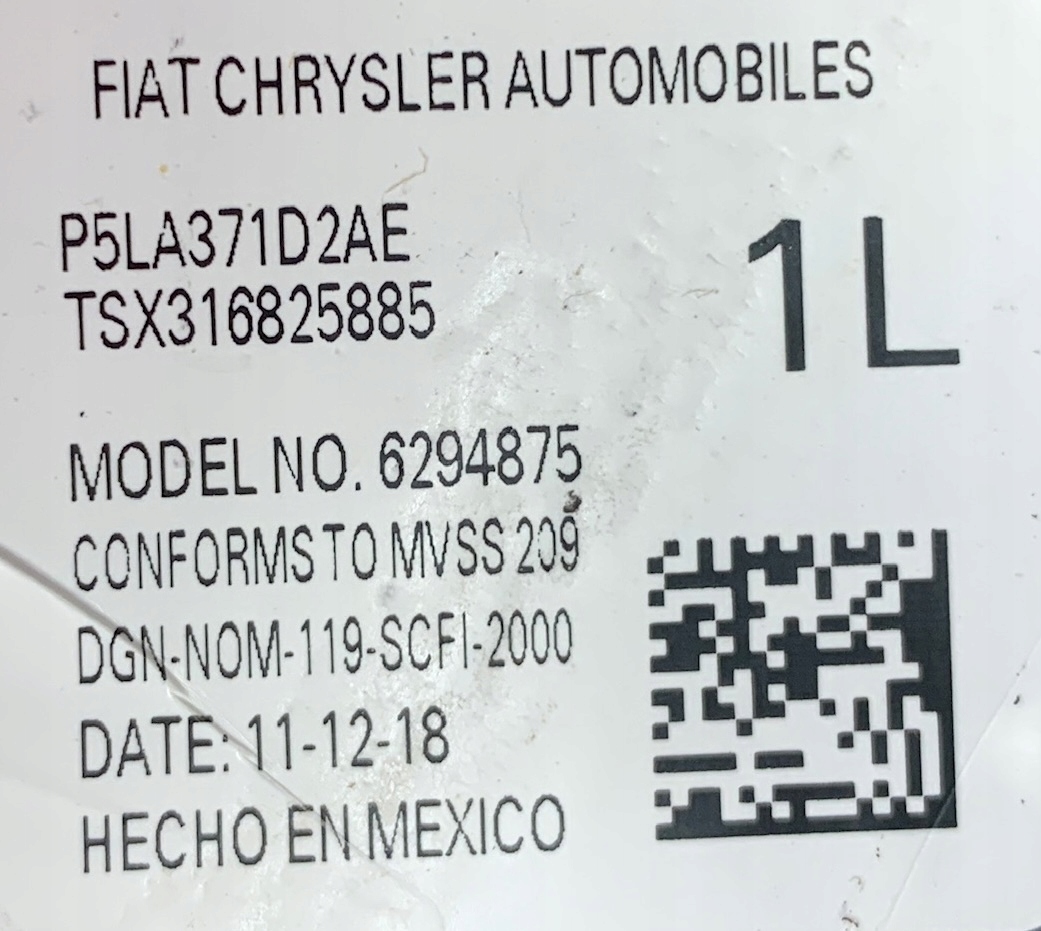 FIAT CHRYSLER AUTOMOBILES
P5LA371D2AE
TSX316825885
1L
MODEL NO. 6294875
CONFORMS TO MVSS 209
DGN-NOM-119-SCFI-2000
DATE: 11-12-18
HECHO EN MEXICO